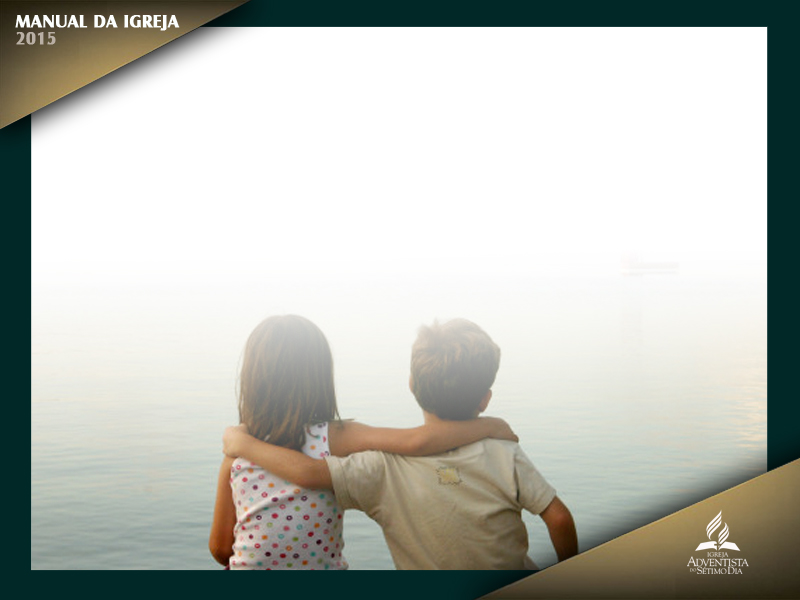 MANUAL DA IGREJA
2015
IGREJA
ADVENTISTA
DO SÉTIMO DIA